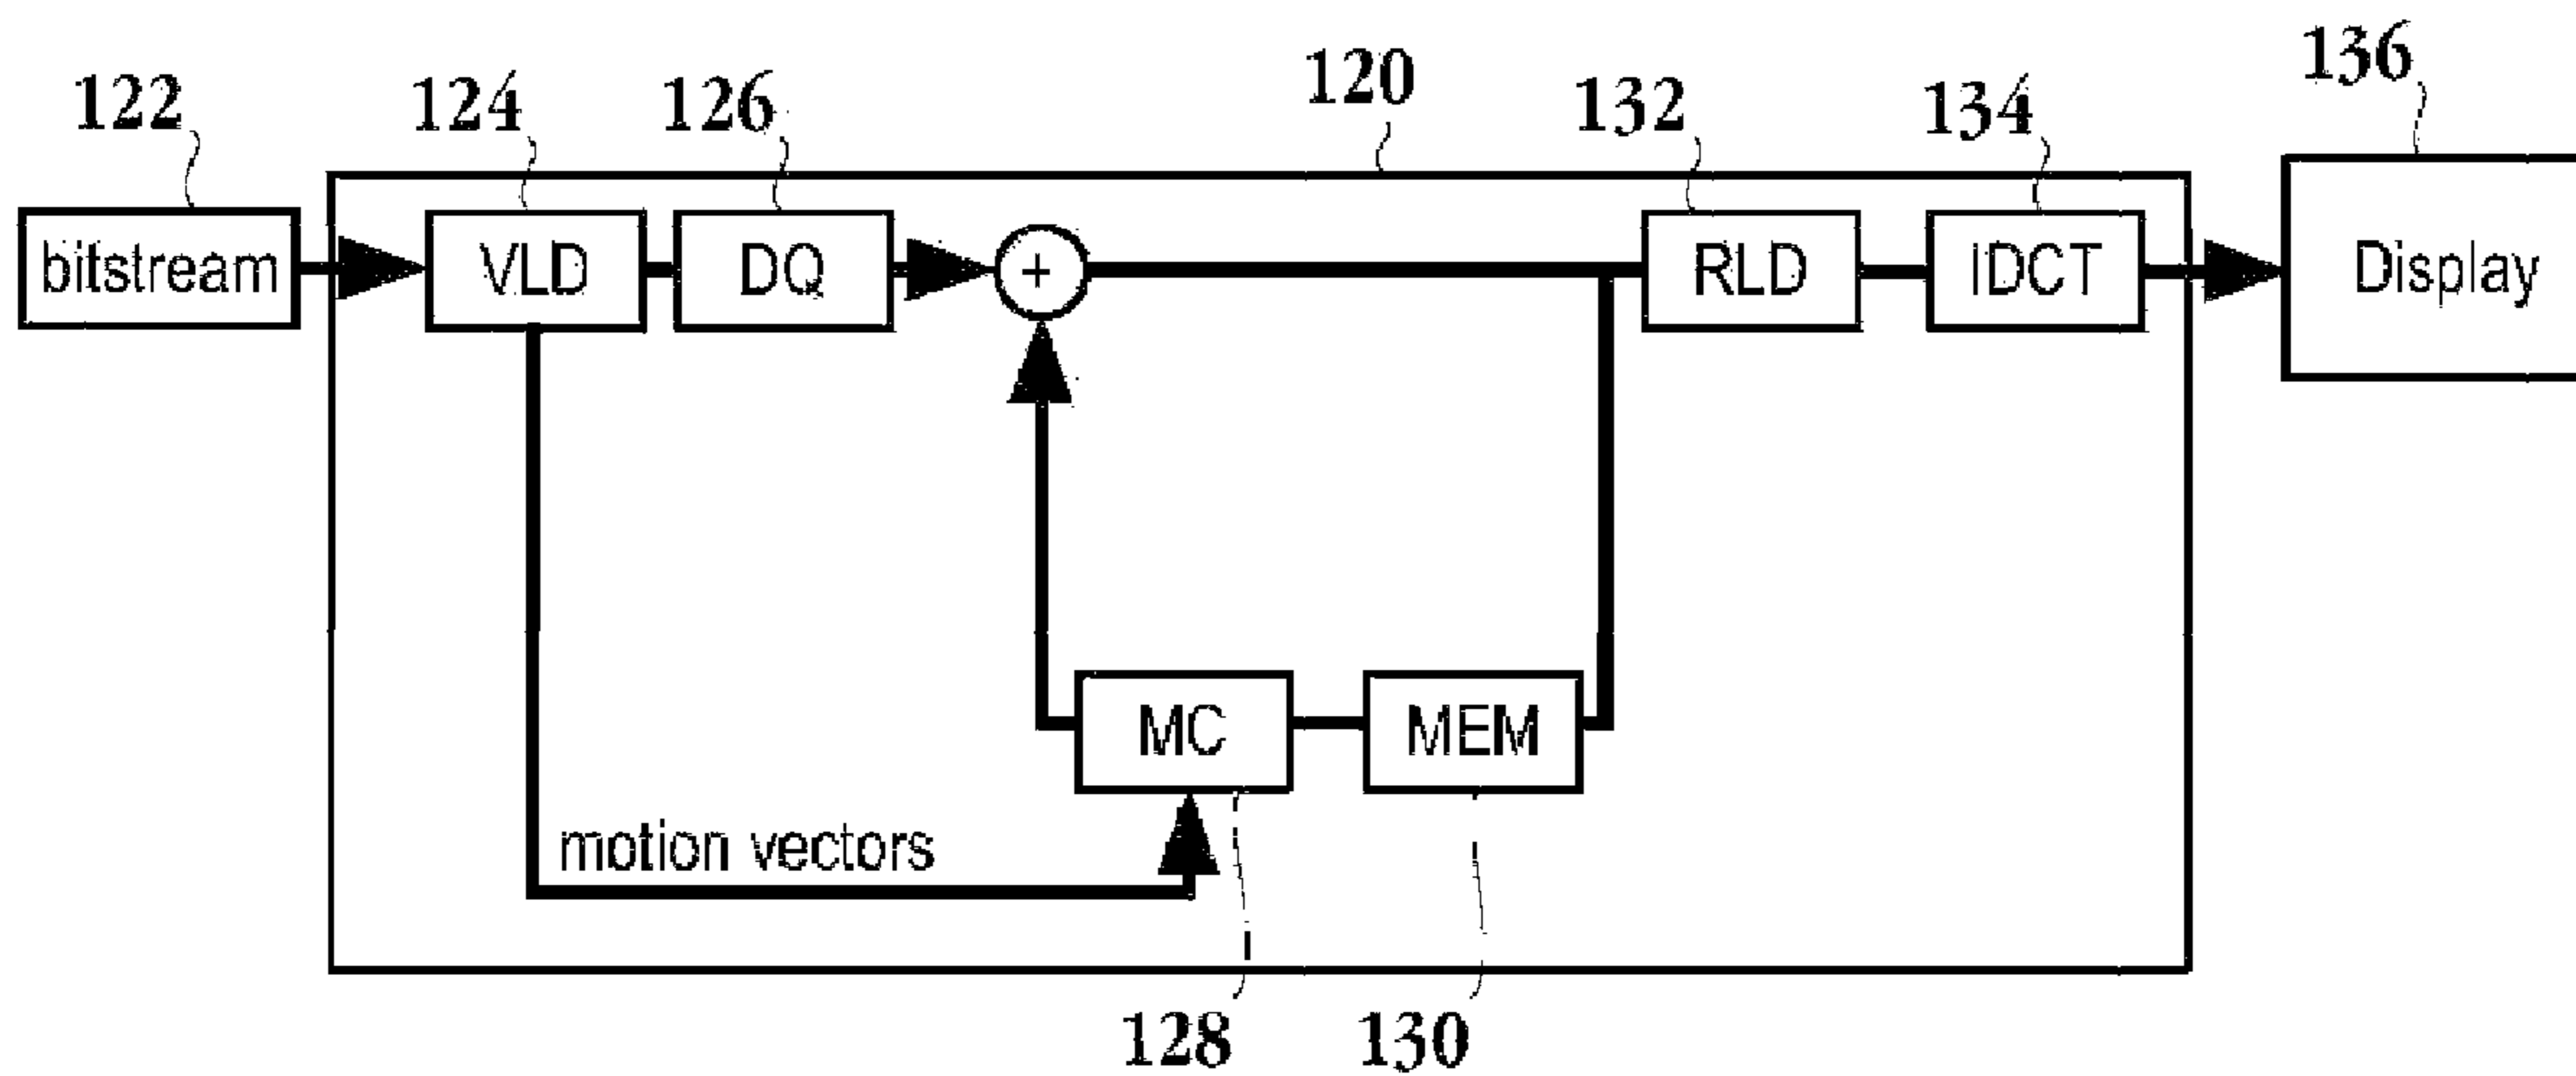 122
124
126
120
132
134
136
bitstream
VLD
DQ
+
RLD
IDCT
Display
MC
MEM
motion vectors
128
130